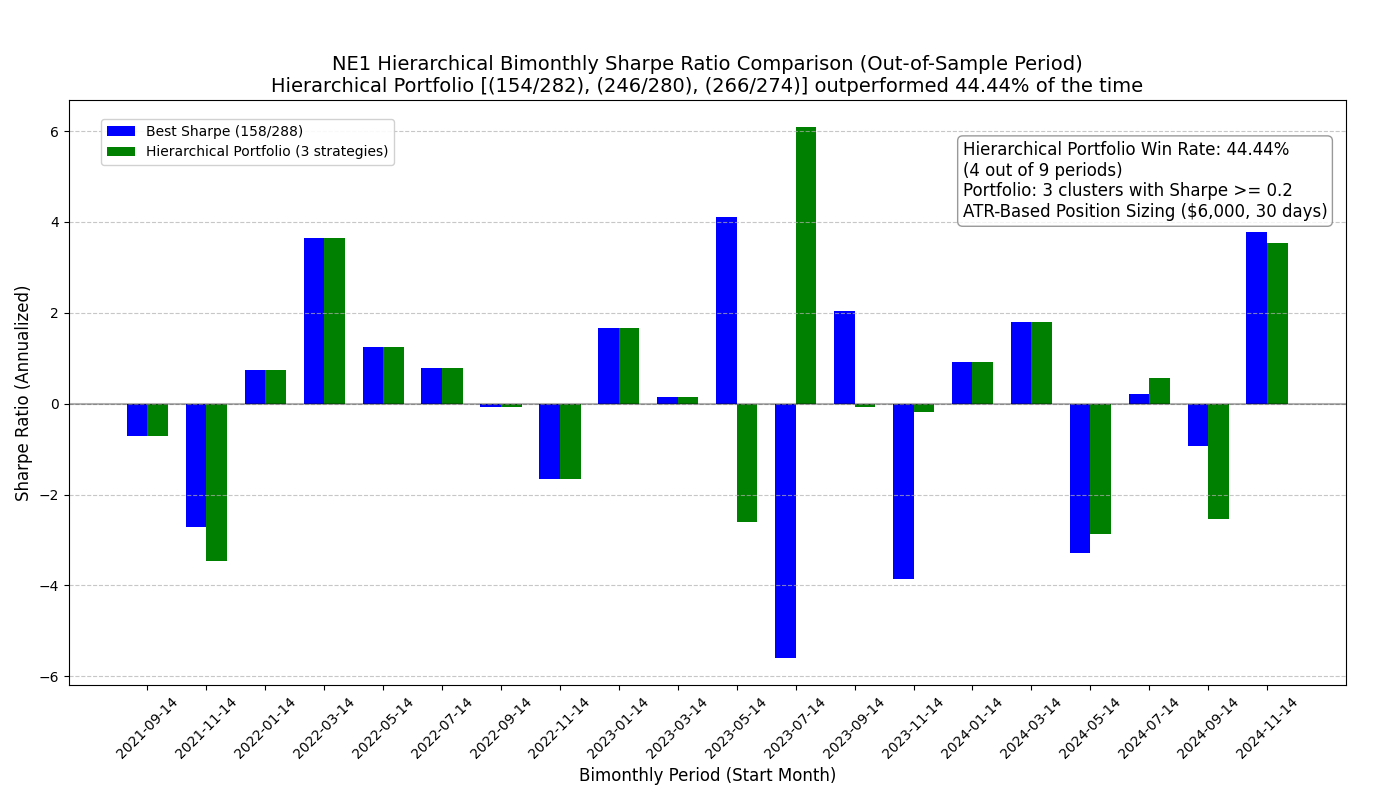 NE1 Hierarchical Bimonthly Sharpe Ratio Comparison (Out-of-Sample Period)
Hierarchical Portfolio [(154/282), (246/280), (266/274)] outperformed 44.44% of the time
Best Sharpe (158/288)
Hierarchical Portfolio (3 strategies)
Hierarchical Portfolio Win Rate: 44.44%
(4 out of 9 periods)
Portfolio: 3 clusters with Sharpe >= 0.2
ATR-Based Position Sizing ($6,000, 30 days)
Sharpe Ratio (Annualized)
6
4
2
0
−2
−4
−6
2021-09-14
2021-11-14
2022-01-14
2022-03-14
2022-05-14
2022-07-14
2022-09-14
2022-11-14
2023-01-14
2023-03-14
2023-05-14
2023-07-14
2023-09-14
2023-11-14
2024-01-14
2024-03-14
2024-05-14
2024-07-14
2024-09-14
2024-11-14
Bimonthly Period (Start Month)